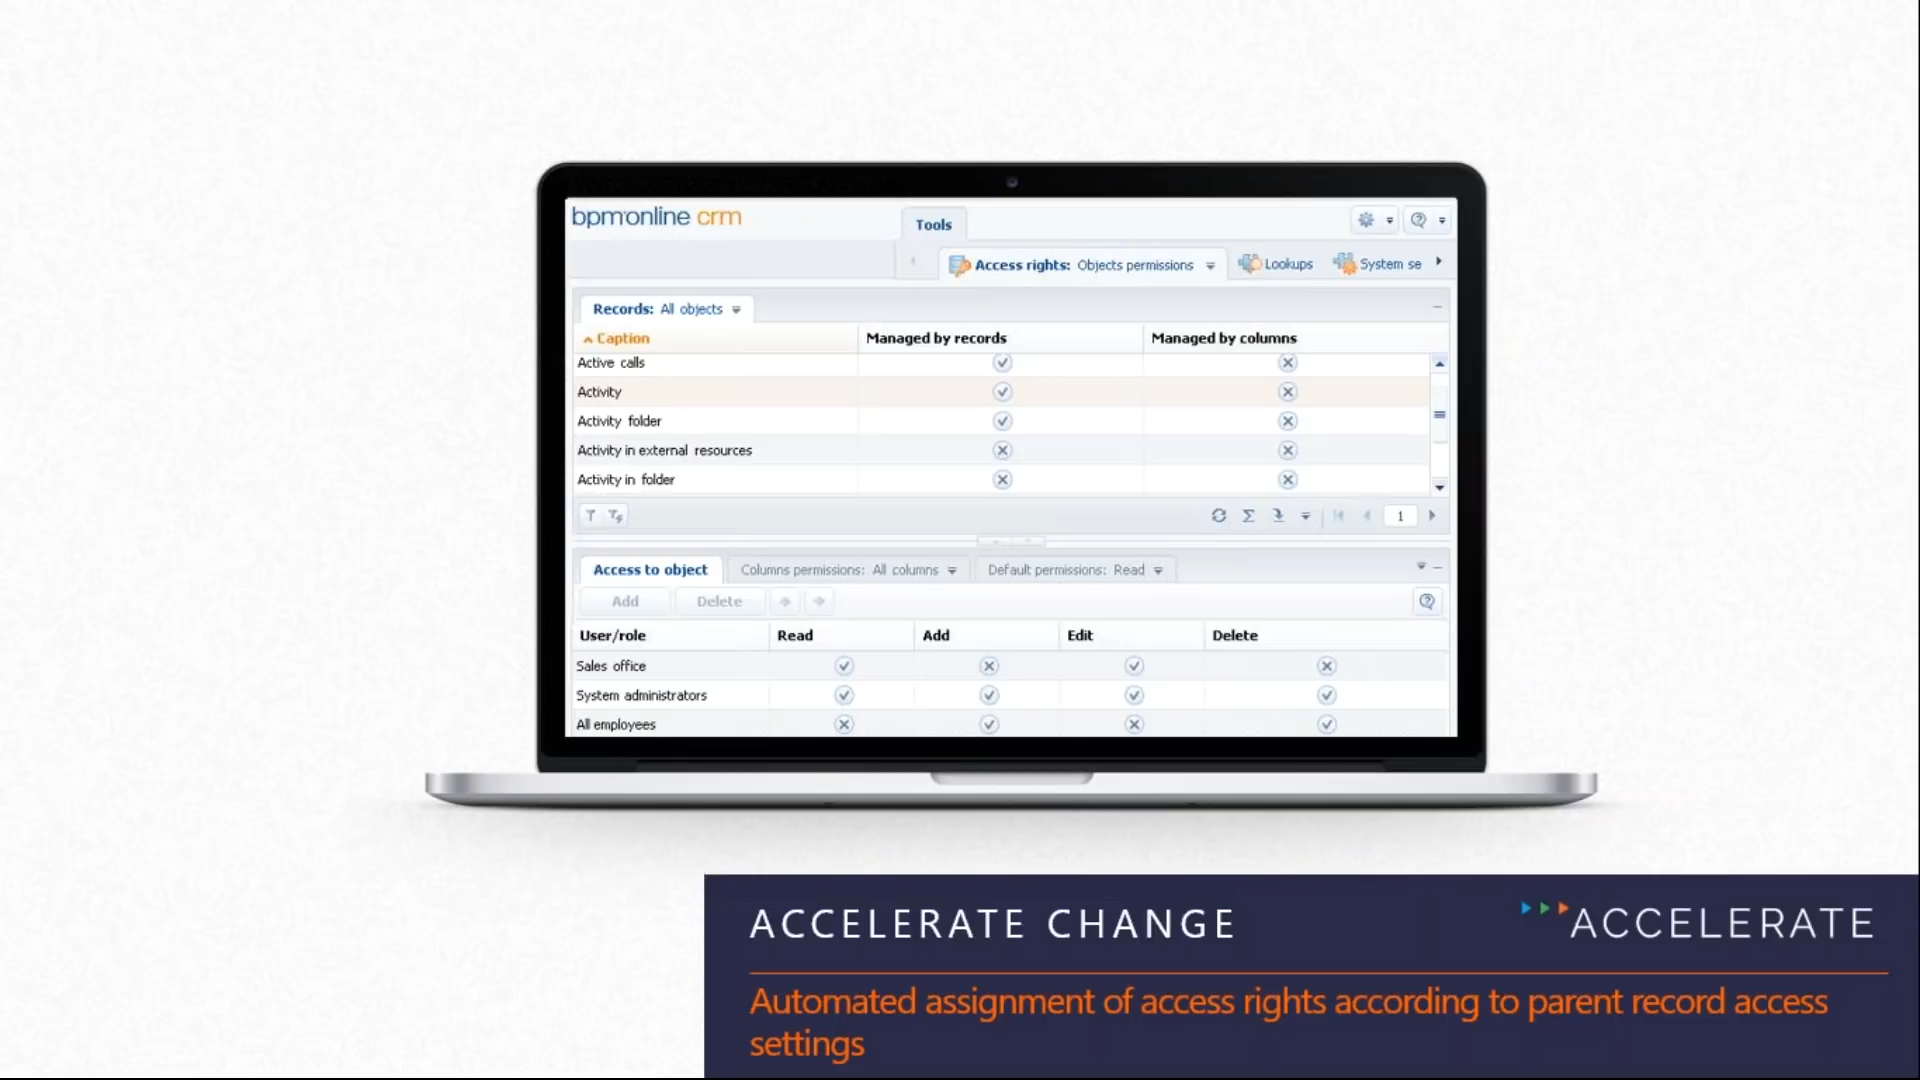 bpm'online crm
Tools
Access rights: Objects permissions
Lookups
System se
Records: All objects
Caption
Managed by records
Managed by columns
Active calls
Activity
Activity folder
Activity in external resources
Activity in folder
1
Access to object
Columns permissions: All columns
Default permissions: Read
Add
Delete
User/role
Read
Add
Edit
Delete
Sales office
System administrators
All employees
ACCELERATE CHANGE
ACCELERATE
Automated assignment of access rights according to parent record access
settings